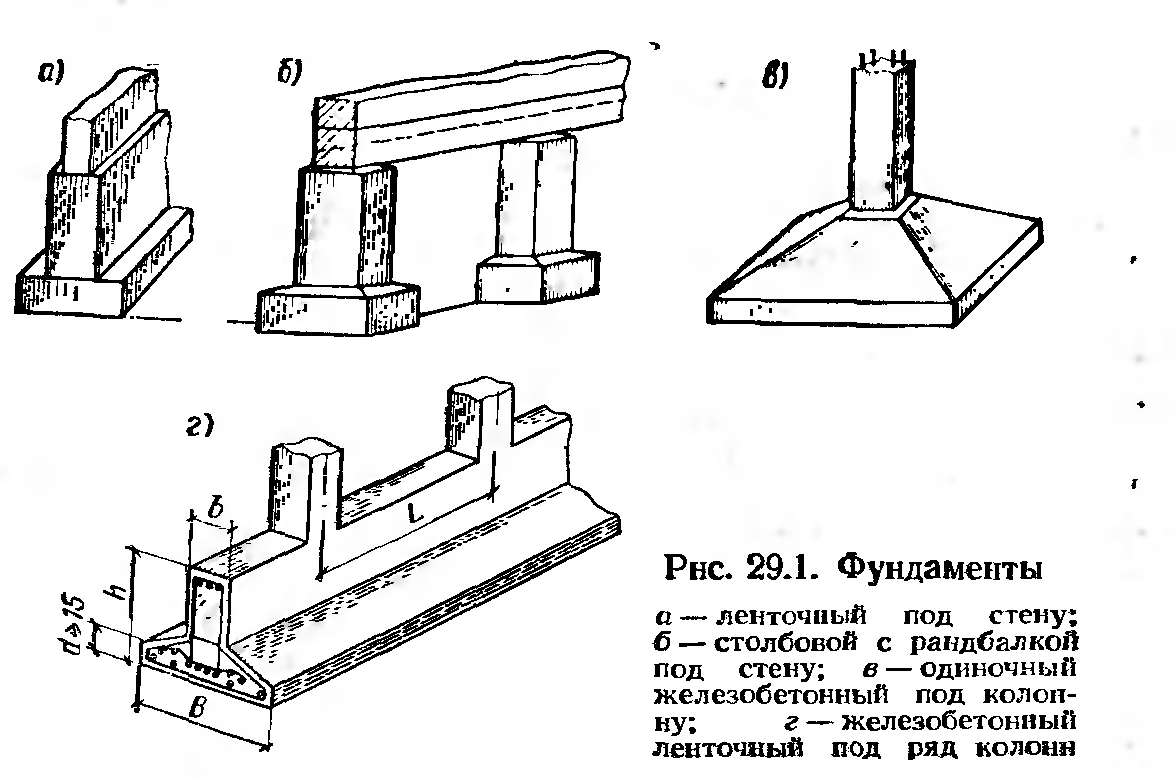 а) б) в)
г)
b
L
h
d⩾15
B
Рис. 29.1. Фундаменты
а — ленточный под стену;
б — столбовой с рандбалкой
под стену; в — одиночный
железобетонный под колон-
ну; г — железобетонный
ленточный под ряд колонн